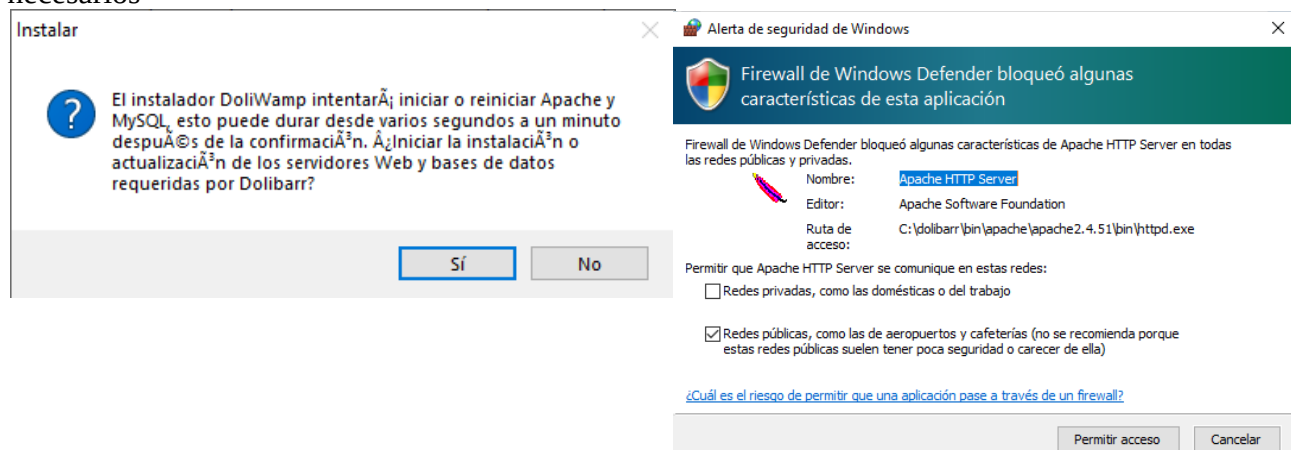 necesarios
Instalar
El instalador DoliWamp intentarÃ¡ iniciar o reiniciar Apache y
MySQL, esto puede durar desde varios segundos a un minuto
despuÃ©s de la confirmaciÃ³n. Â¿Iniciar la instalaciÃ³n o
actualizaciÃ³n de los servidores Web y bases de datos
requeridas por Dolibarr?
Sí
No
Alerta de seguridad de Windows
Firewall de Windows Defender bloqueó algunas
características de esta aplicación
Firewall de Windows Defender bloqueó algunas características de Apache HTTP Server en todas
las redes públicas y privadas.
Nombre: Apache HTTP Server
Editor: Apache Software Foundation
Ruta de C:\dolibarr\bin\apache\apache2.4.51\bin\httpd.exe
acceso:
Permitir que Apache HTTP Server se comunique en estas redes:
Redes privadas, como las domésticas o del trabajo
Redes públicas, como las de aeropuertos y cafeterías (no se recomienda porque
estas redes públicas suelen tener poca seguridad o carecer de ella)
¿Cuál es el riesgo de permitir que una aplicación pase a través de un firewall?
Permitir acceso
Cancelar